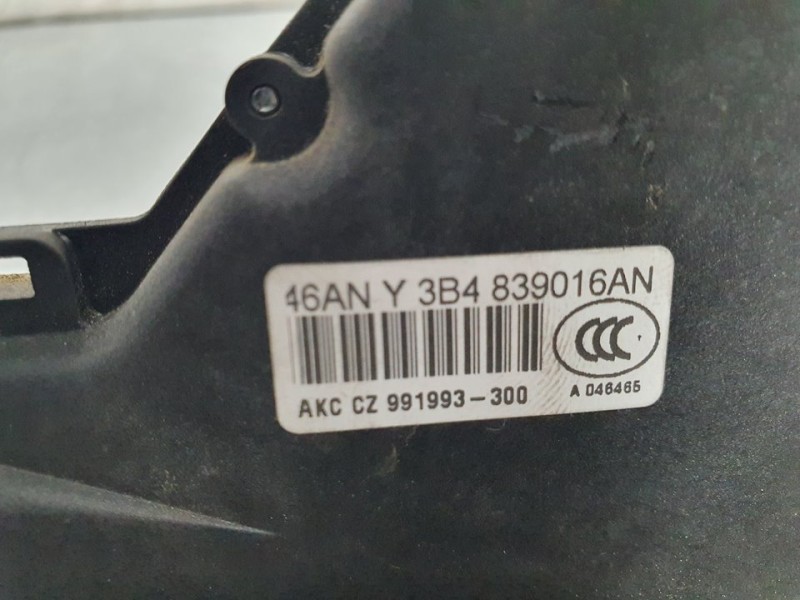 46AN Y 3B4 839016AN
CCC
AKC CZ 991993-300
A 046465